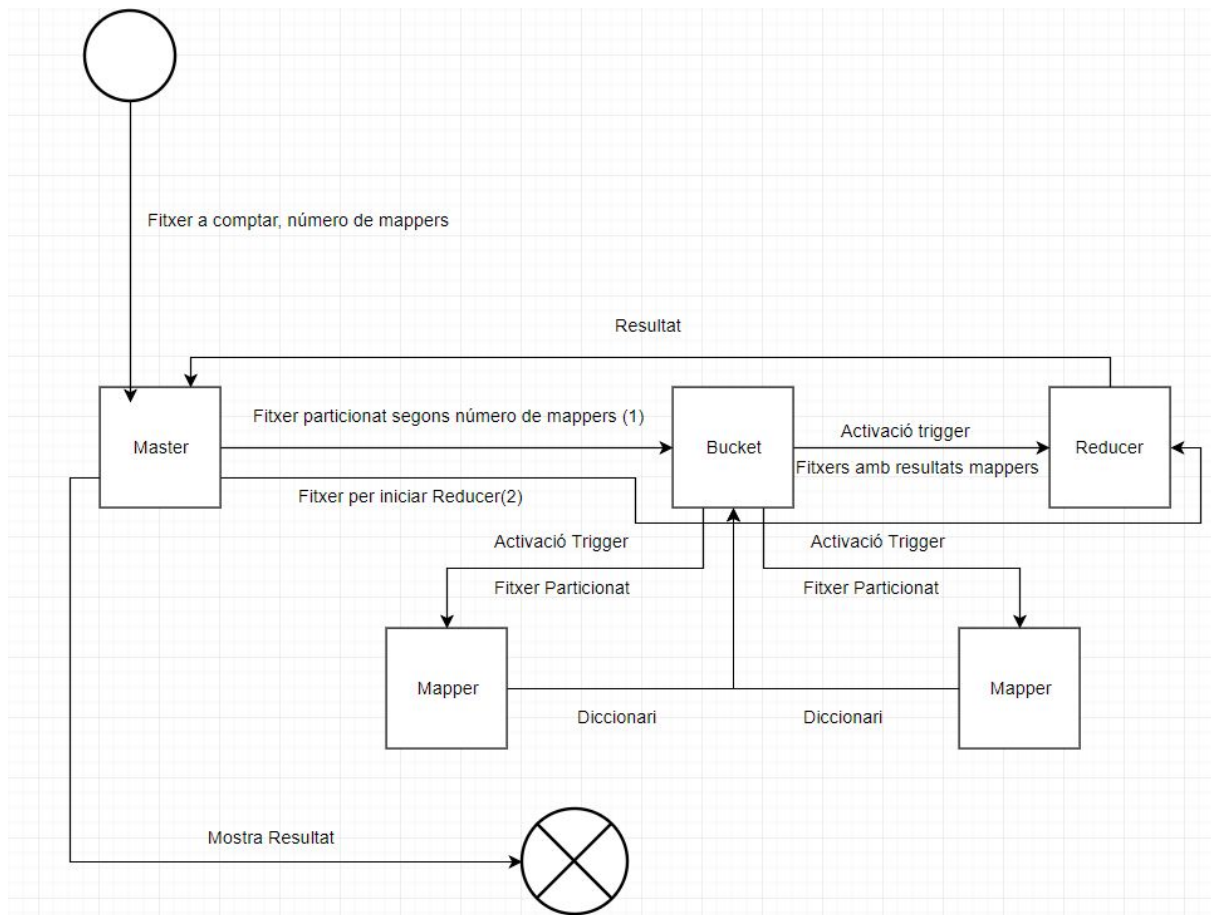 Fitxer a comptar, número de mappers
Resultat
Fitxer particionat segons número de mappers (1)
Activació trigger
Master
Bucket
Reducer
Fitxers amb resultats mappers
Fitxer per iniciar Reducer(2)
Activació Trigger
Activació Trigger
Fitxer Particionat
Fitxer Particionat
Mapper
Mapper
Diccionari
Diccionari
Mostra Resultat